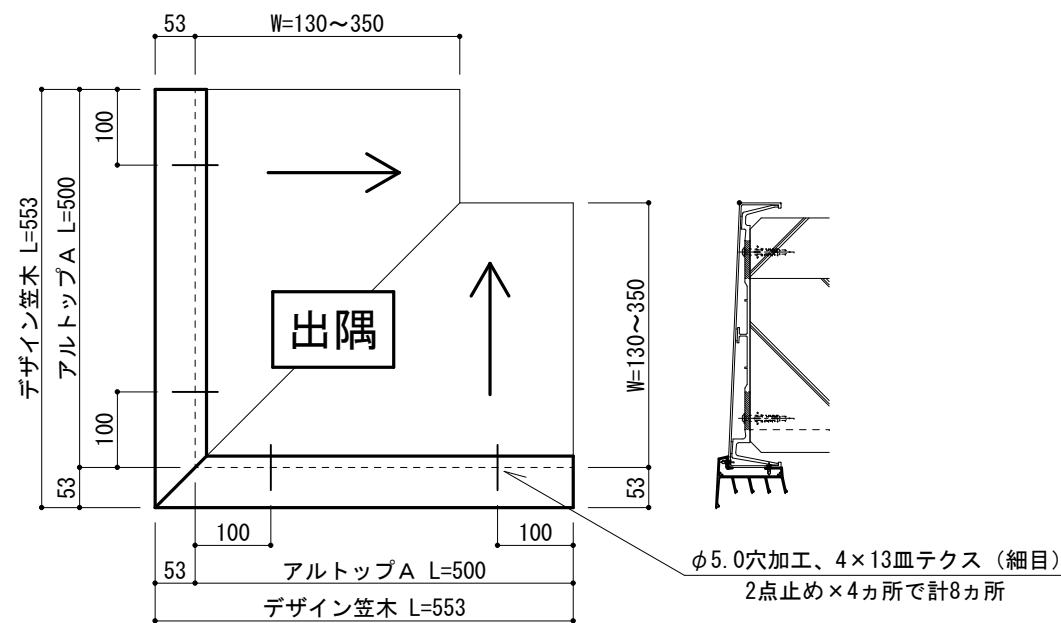 53
W=130～350
100
デザイン笠木 L=553
アルトップA L=500
100
53
出隅
W=130～350
53
100
100
53
アルトップA L=500
デザイン笠木 L=553
φ5.0穴加工、4×13皿テクス（細目）
2点止め×4ヵ所で計8ヵ所